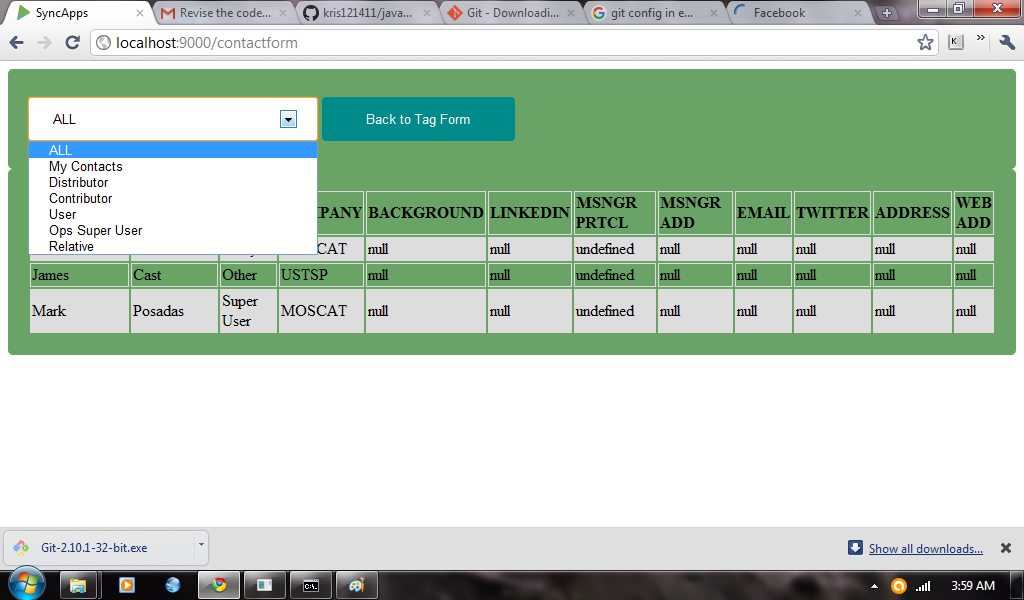 SyncApps
Revise the code...
kris121411/java...
Git - Downloadi...
git config in e...
Facebook
localhost:9000/contactform
ALL
Back to Tag Form
ALL
My Contacts
Distributor
Contributor
User
Ops Super User
Relative
PANY BACKGROUND LINKEDIN MSNGR PRTCL MSNGR ADD EMAIL TWITTER ADDRESS WEB ADD
CAT null null undefined null null null null null
James Cast Other USTSP null null undefined null null null null null
Mark Posadas Super User MOSCAT null null undefined null null null null null
Git-2.10.1-32-bit.exe
Show all downloads...
3:59 AM